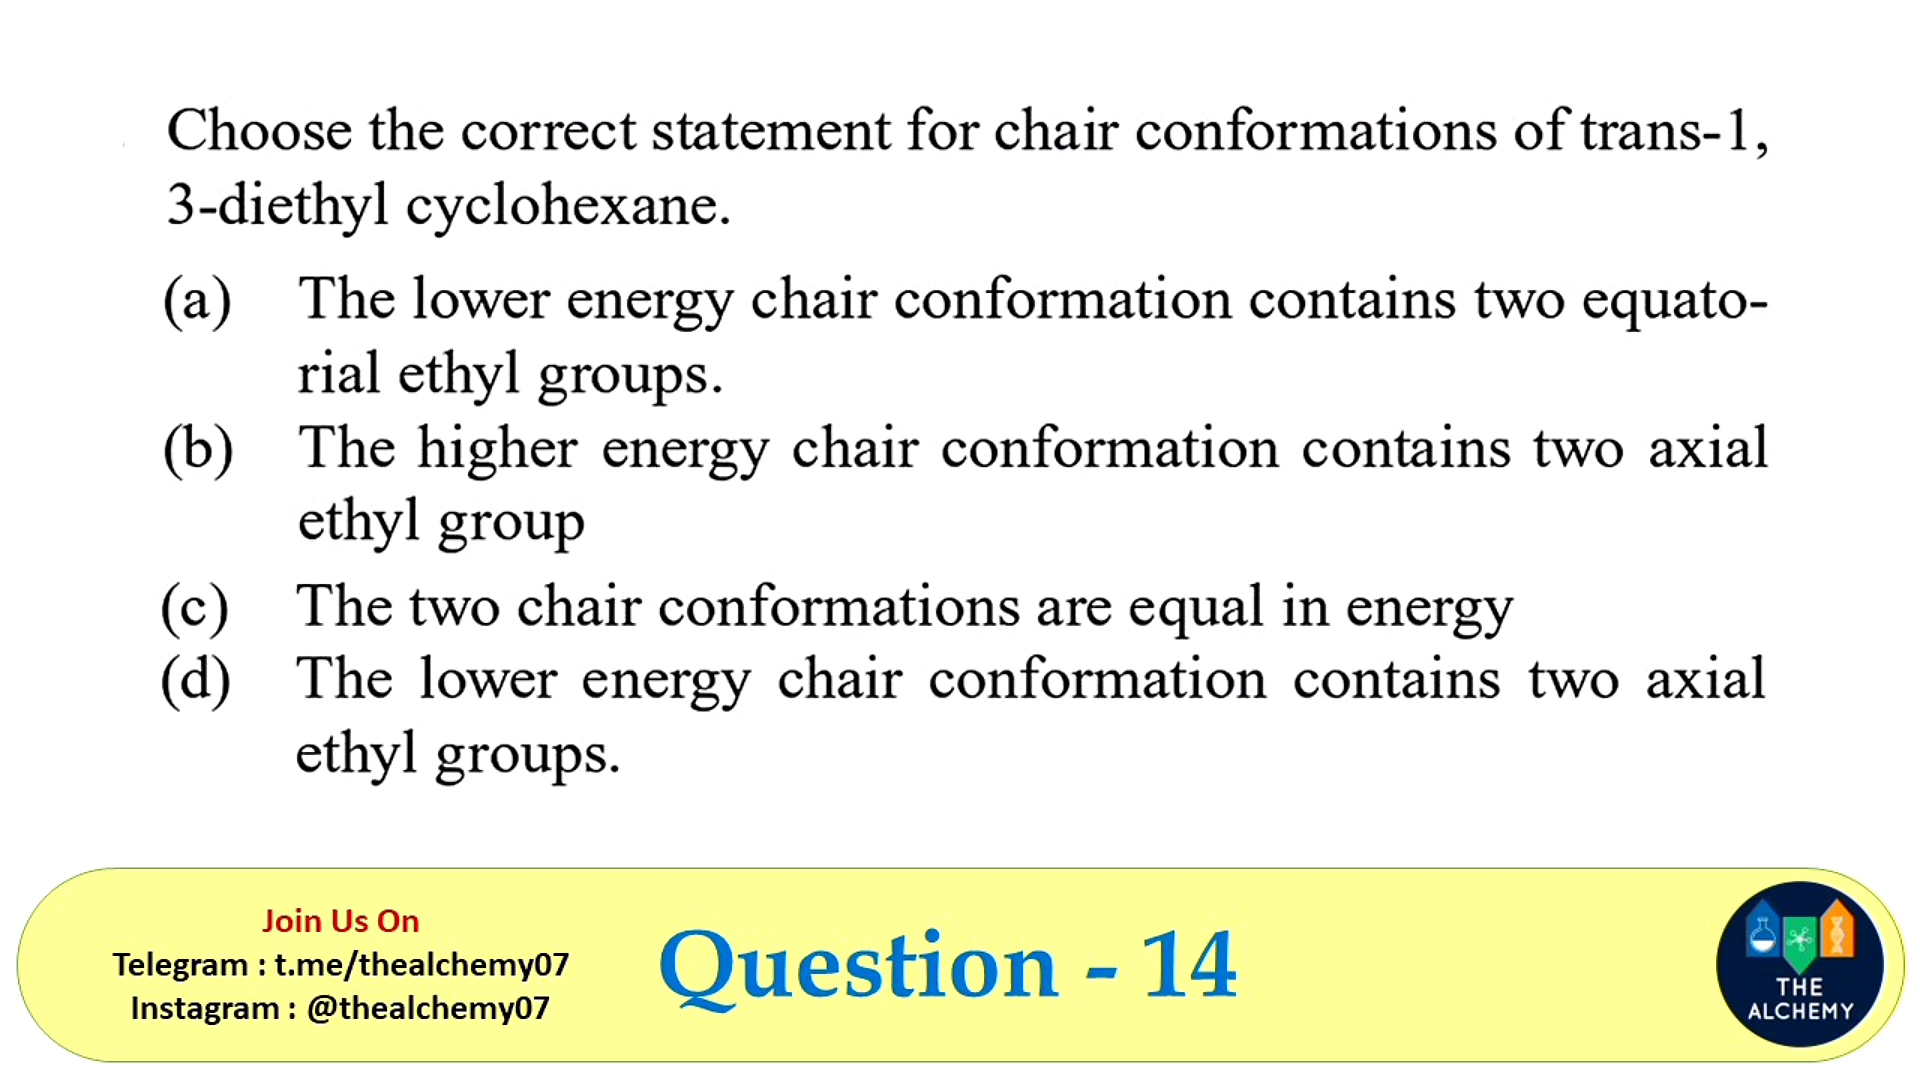 Choose the correct statement for chair conformations of trans-1,
3-diethyl cyclohexane.
(a) The lower energy chair conformation contains two equato-
rial ethyl groups.
(b) The higher energy chair conformation contains two axial
ethyl group
(c) The two chair conformations are equal in energy
(d) The lower energy chair conformation contains two axial
ethyl groups.
Join Us On
Telegram : t.me/thealchemy07
Instagram : @thealchemy07
Question - 14
THE
ALCHEMY